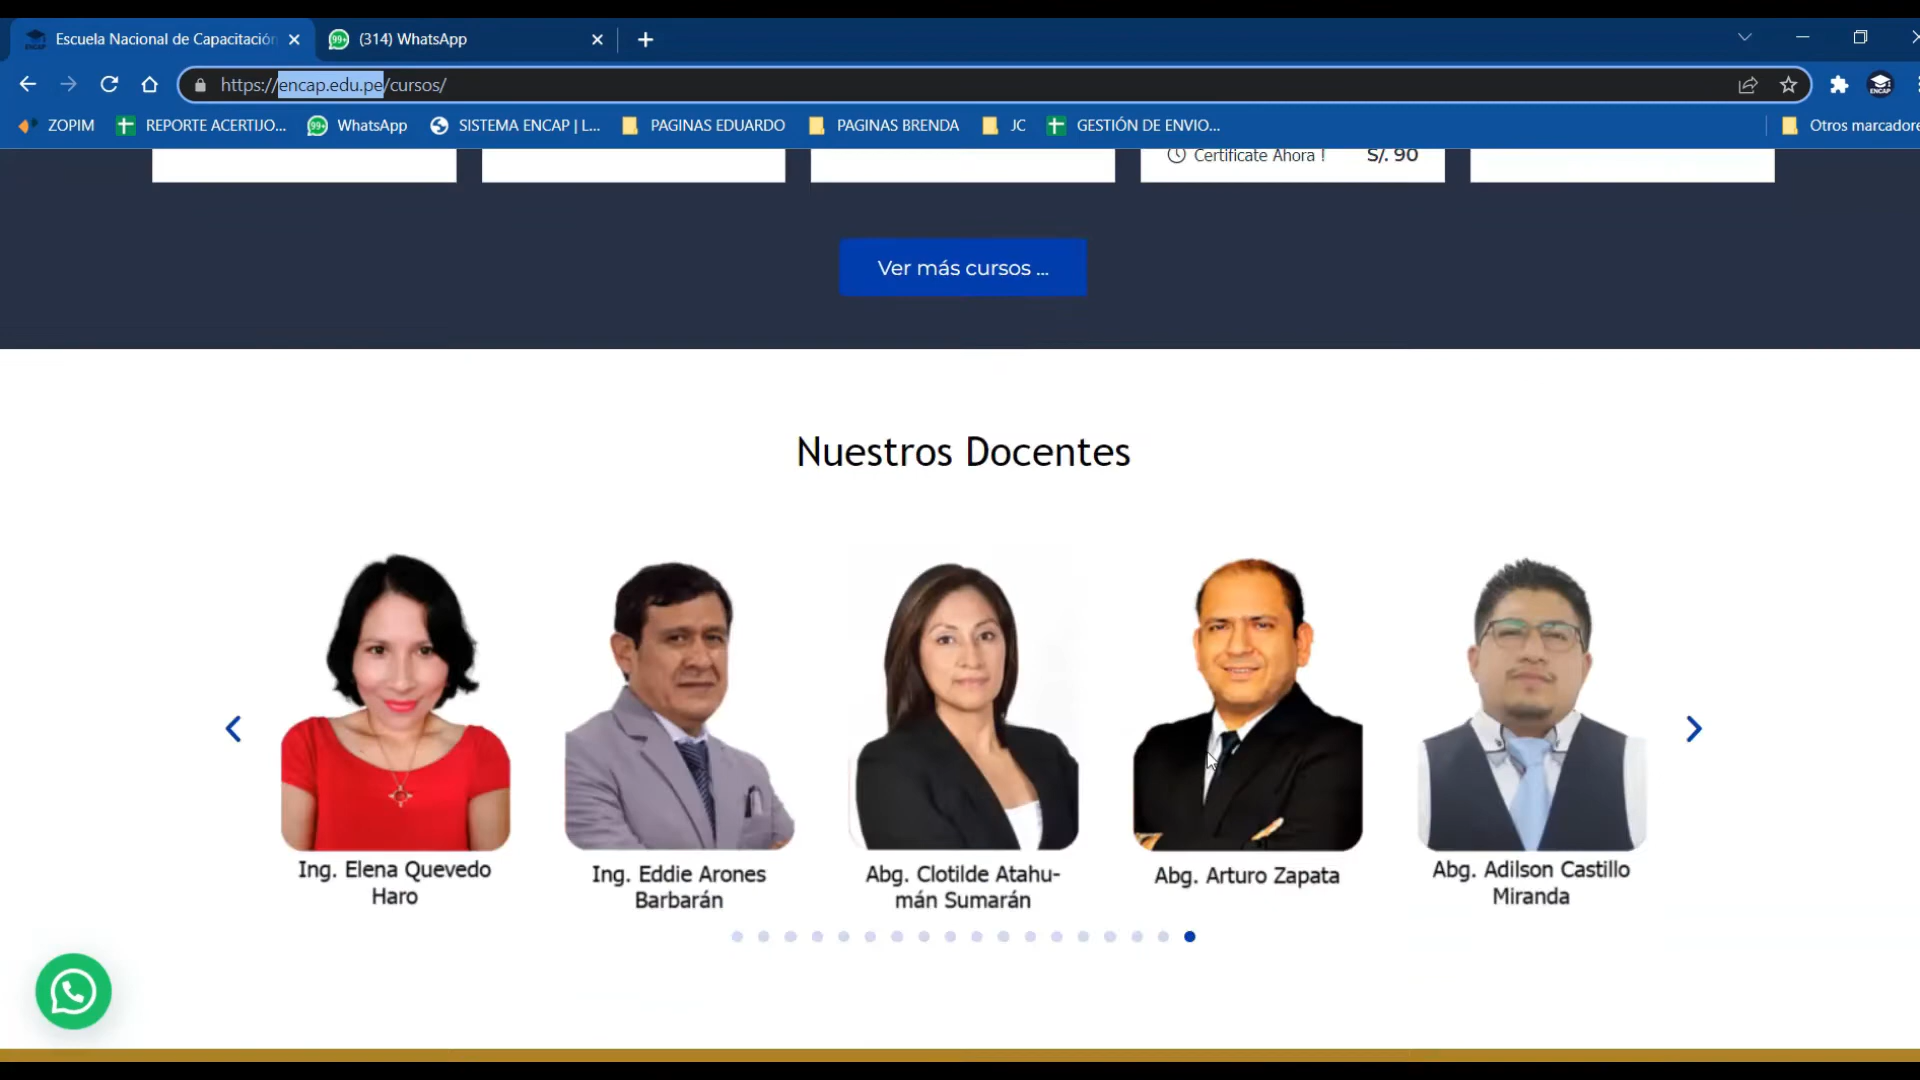 Escuela Nacional de Capacitación
(314) WhatsApp
https://encap.edu.pe/cursos/
ENCAP
ZOPIM
REPORTE ACERTIJO...
99+
WhatsApp
SISTEMA ENCAP | L...
PAGINAS EDUARDO
PAGINAS BRENDA
JC
GESTIÓN DE ENVIO...
Otros marcadore
Certificate Ahora !
S/. 90
Ver más cursos ...
Nuestros Docentes
Ing. Elena Quevedo
Haro
Ing. Eddie Arones
Barbarán
Abg. Clotilde Atahu-
mán Sumarán
Abg. Arturo Zapata
Abg. Adilson Castillo
Miranda